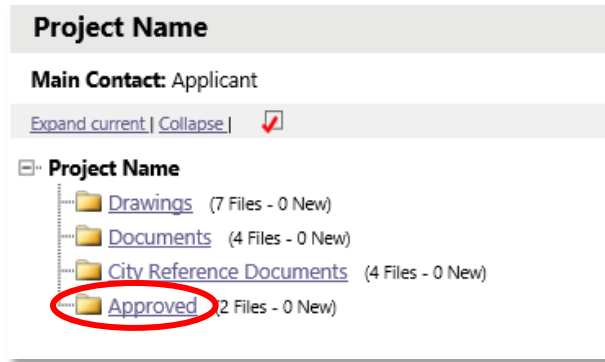 Project Name
Main Contact: Applicant
Expand current | Collapse |
Project Name
Drawings (7 Files - 0 New)
Documents (4 Files - 0 New)
City Reference Documents (4 Files - 0 New)
Approved (2 Files - 0 New)